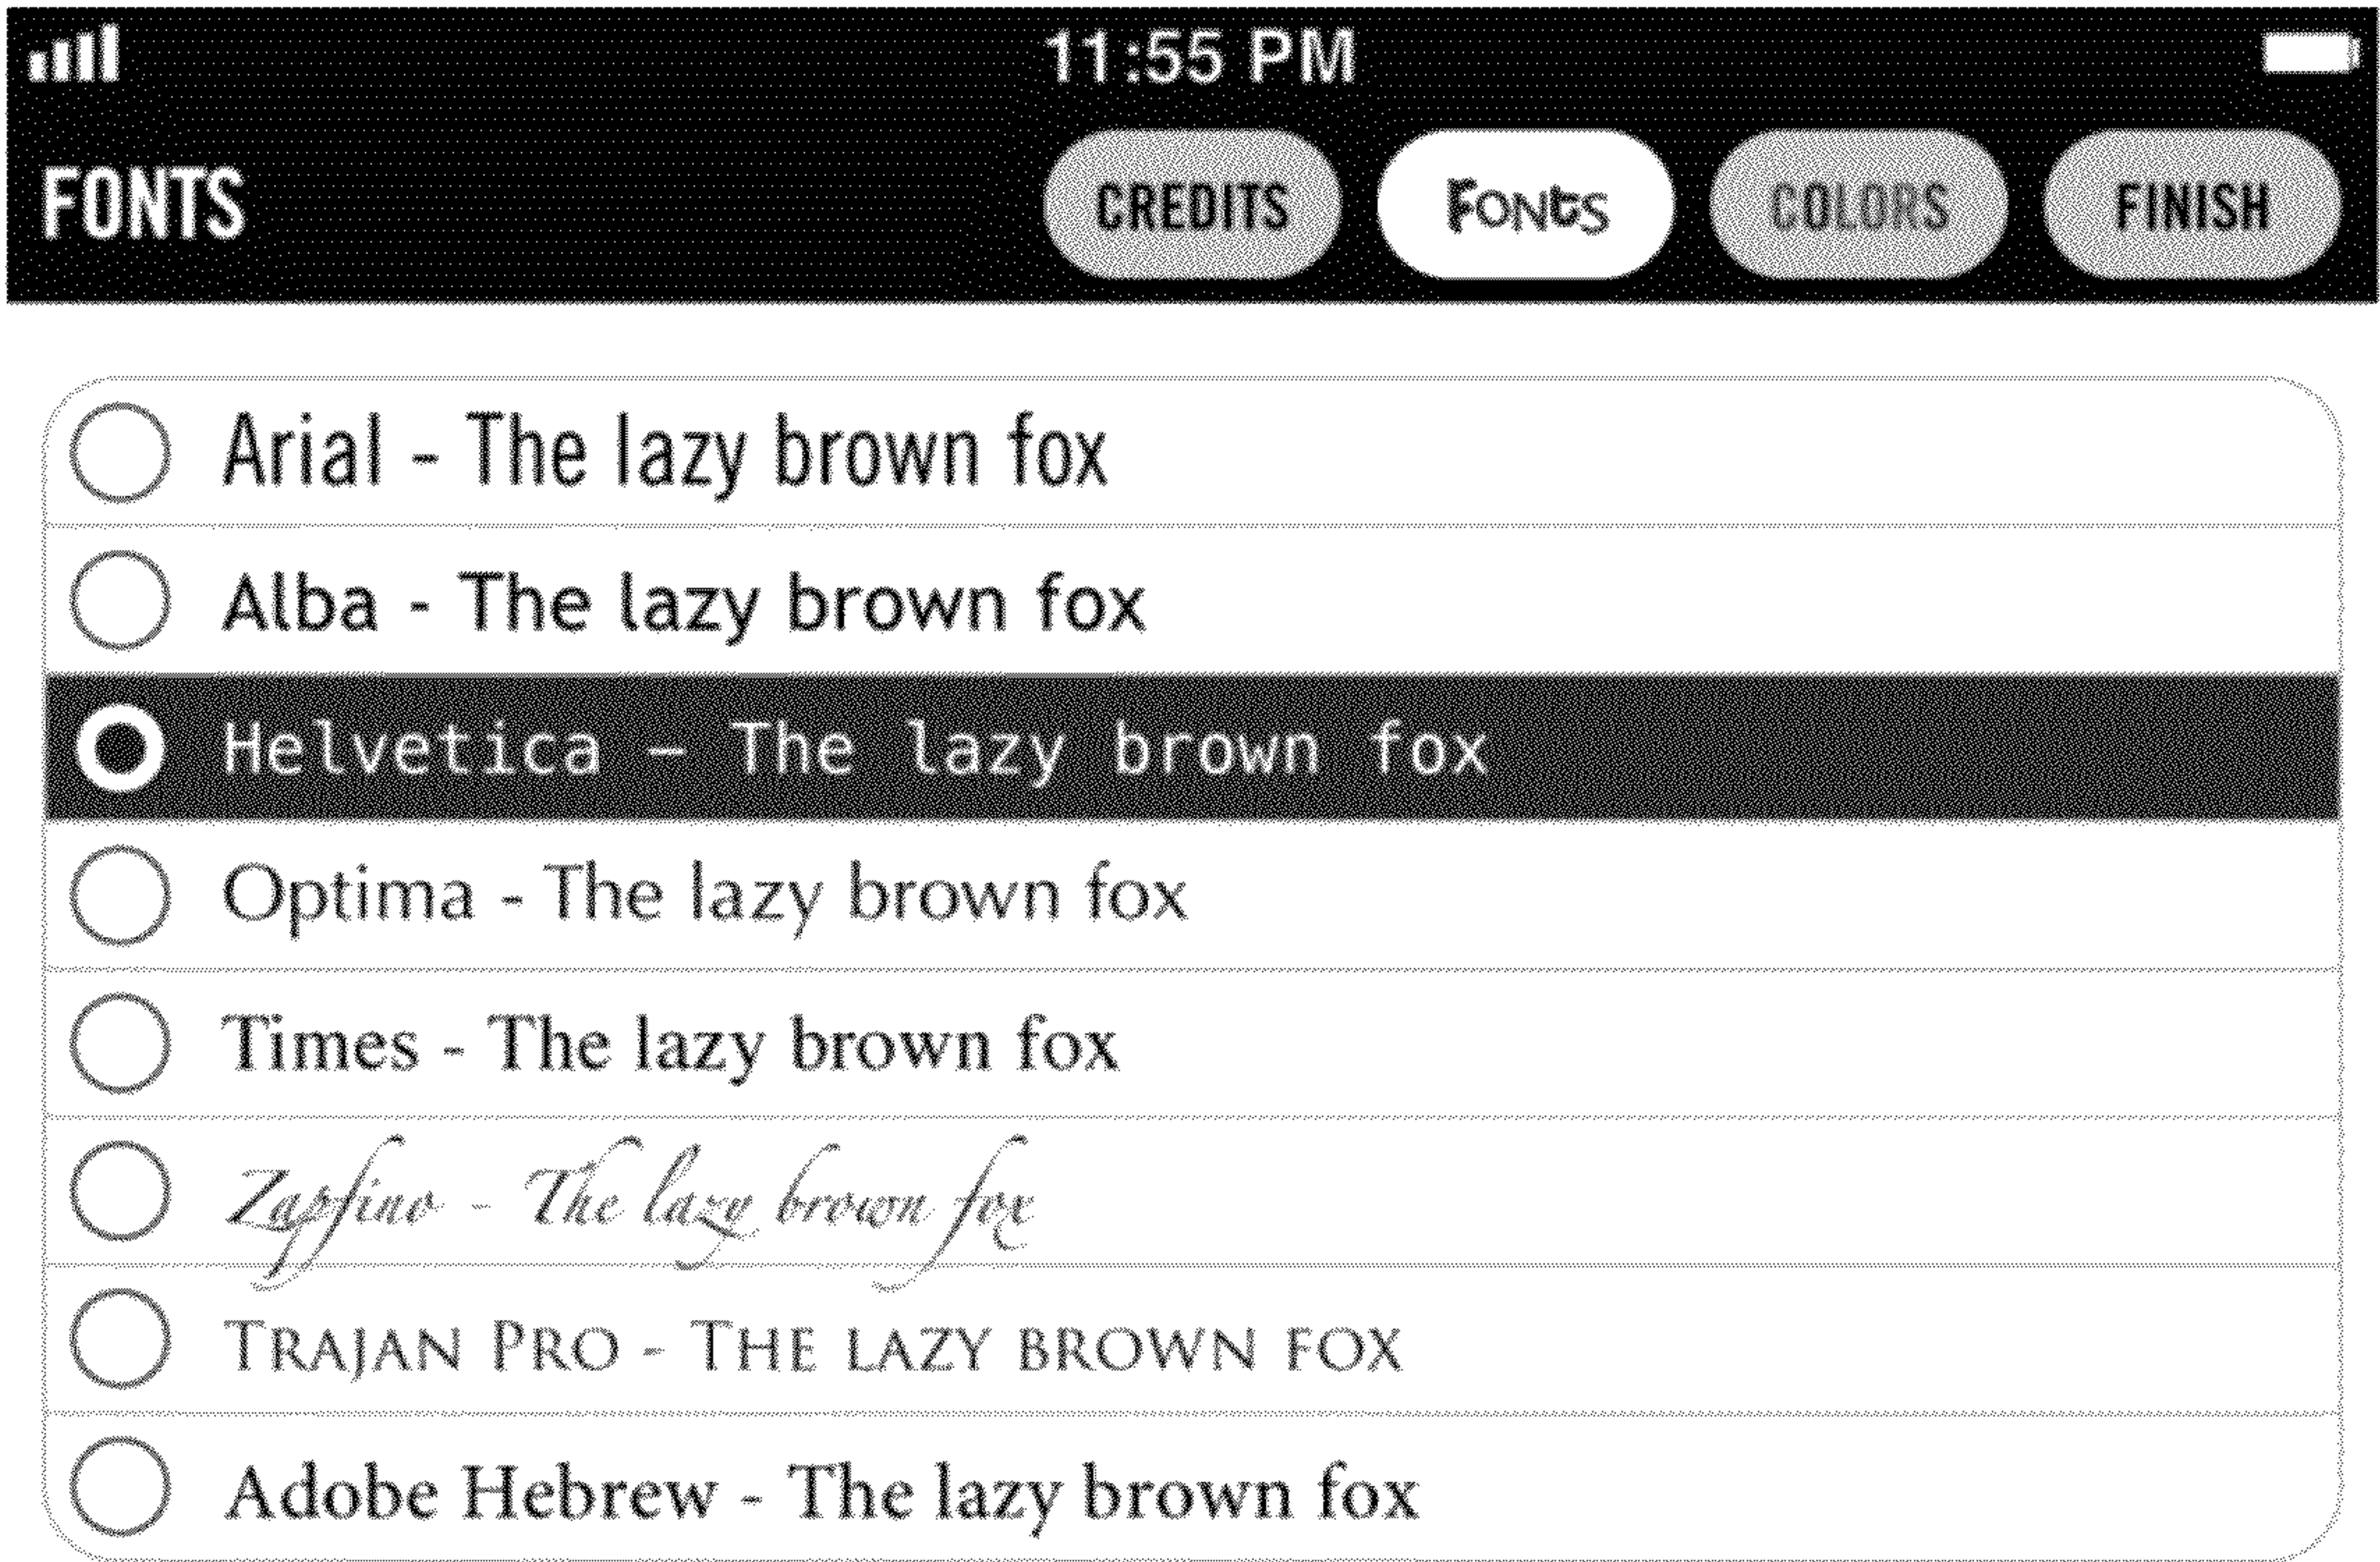 11:55 PM
FONTS CREDITS FONtS COLORS FINISH
Arial - The lazy brown fox
Alba - The lazy brown fox
Helvetica – The lazy brown fox
Optima - The lazy brown fox
Times - The lazy brown fox
Zapfino - The lazy brown fox
TRAJAN PRO - THE LAZY BROWN FOX
Adobe Hebrew - The lazy brown fox